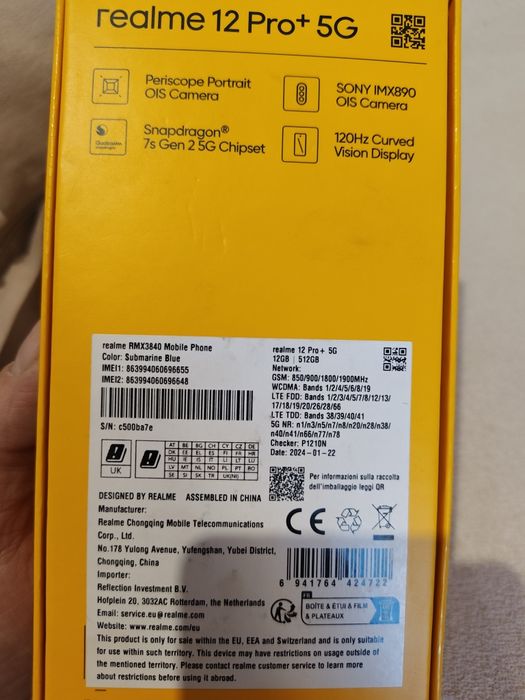 realme 12 Pro+ 5G
Periscope Portrait
OIS Camera
SONY IMX890
OIS Camera
Qualcomm
snapdragon
Snapdragon®
7s Gen 2 5G Chipset
120Hz Curved
Vision Display
realme RMX3840 Mobile Phone
Color: Submarine Blue
IMEI1: 863994060696655
IMEI2: 863994060696648
S/N: c500ba7e
realme 12 Pro+ 5G
12GB | 512GB
Network:
GSM: 850/900/1800/1900MHz
WCDMA: Bands 1/2/4/5/6/8/19
LTE FDD: Bands 1/2/3/4/5/7/8/12/13/
17/18/19/20/26/28/66
LTE TDD: Bands 38/39/40/41
5G NR: n1/n3/n5/n7/n8/n20/n28/n38/
n40/n41/n66/n77/n78
Checker: P1210N
Date: 2024-01-22
UK
AT BE BG CH CY CZ DE
DK EE EL ES FI FR HR
HU IE IS IT LI LT LU
LV MT NL NO PL PT RO
SE SI SK TR UK(NI)
Per informazioni sulla raccolta
dell'imballaggio leggi QR
DESIGNED BY REALME ASSEMBLED IN CHINA
Manufacturer:
Realme Chongqing Mobile Telecommunications
Corp., Ltd.
No.178 Yulong Avenue, Yufengshan, Yubei District,
Chongqing, China
Importer:
Reflection Investment B.V.
Hofplein 20, 3032AC Rotterdam, the Netherlands
Email: service.eu@realme.com
Website: www.realme.com/eu
CE
6 941764 424722
FR
BOÎTE & ÉTUI & FILM
& PLATEAUX
This product is only for sale within the EU, EEA and Switzerland and is only suitable
for use within such territory. This device may have restrictions on usage outside of
the mentioned territory. Please contact realme customer service to learn more
about restrictions before using it abroad.